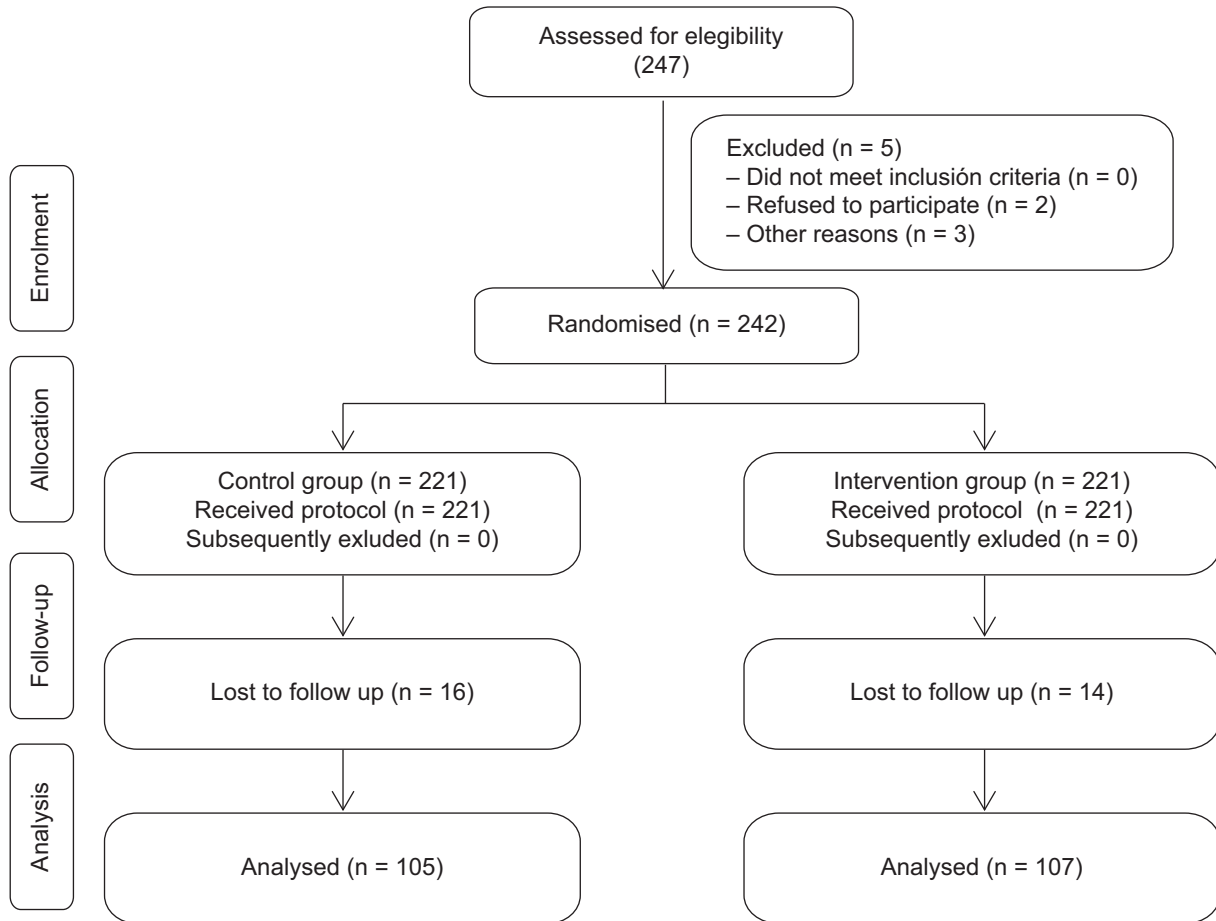 Assessed for elegibility
(247)
Excluded (n = 5)
– Did not meet inclusión criteria (n = 0)
– Refused to participate (n = 2)
– Other reasons (n = 3)
Enrolment
Randomised (n = 242)
Allocation
Control group (n = 221)
Received protocol (n = 221)
Subsequently exluded (n = 0)
Intervention group (n = 221)
Received protocol (n = 221)
Subsequently exluded (n = 0)
Follow-up
Lost to follow up (n = 16)
Lost to follow up (n = 14)
Analysis
Analysed (n = 105)
Analysed (n = 107)